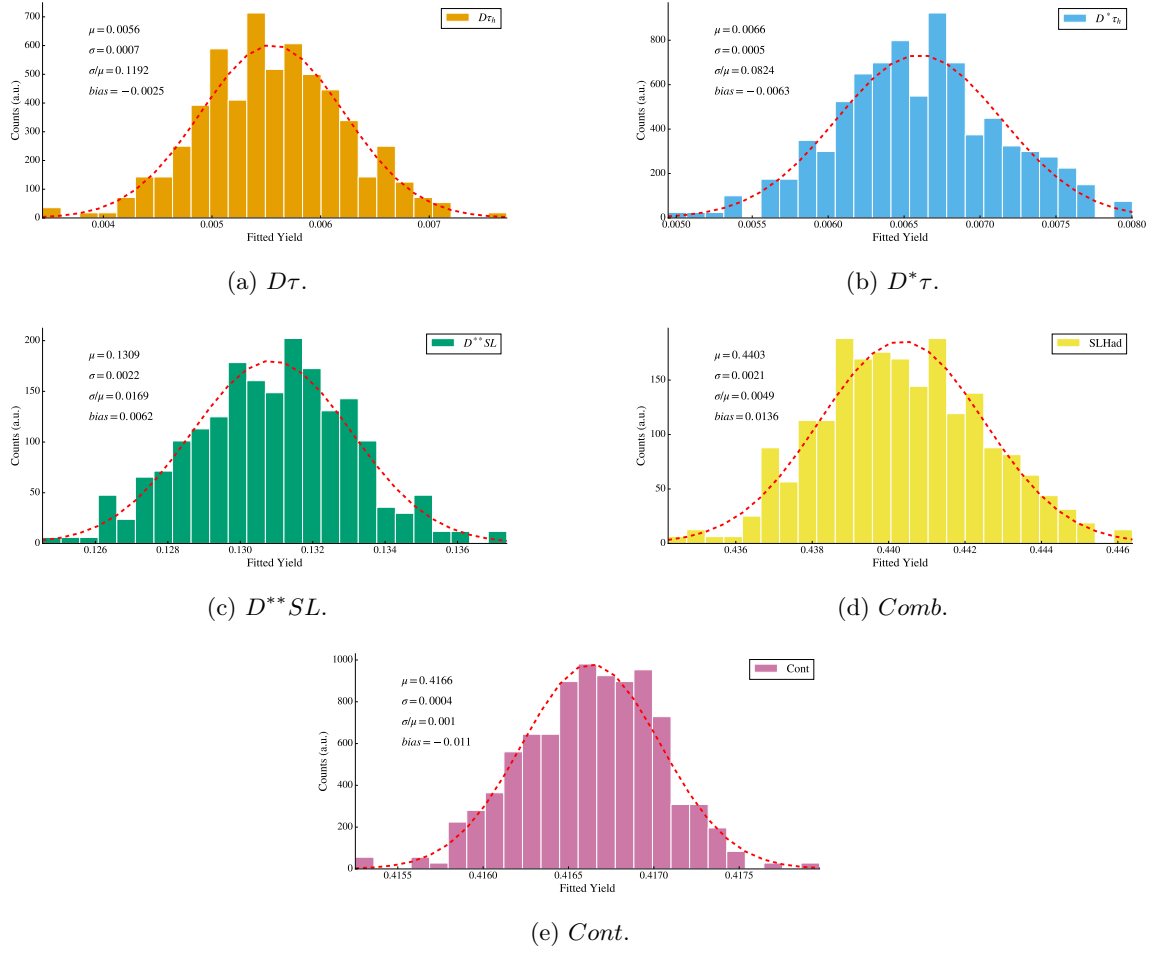 700
600
500
400
300
200
100
0
Counts (a.u.)
μ = 0.0056
σ = 0.0007
σ/μ = 0.1192
bias = −0.0025
Dτₕ
0.004 0.005 0.006 0.007
Fitted Yield
(a) Dτ.
800
600
400
200
0
Counts (a.u.)
μ = 0.0066
σ = 0.0005
σ/μ = 0.0824
bias = −0.0063
D*τₕ
0.0050 0.0055 0.0060 0.0065 0.0070 0.0075 0.0080
Fitted Yield
(b) D*τ.
200
150
100
50
0
Counts (a.u.)
μ = 0.1309
σ = 0.0022
σ/μ = 0.0169
bias = 0.0062
D**SL
0.126 0.128 0.130 0.132 0.134 0.136
Fitted Yield
(c) D**SL.
150
100
50
0
Counts (a.u.)
μ = 0.4403
σ = 0.0021
σ/μ = 0.0049
bias = 0.0136
SLHad
0.436 0.438 0.440 0.442 0.444 0.446
Fitted Yield
(d) Comb.
1000
800
600
400
200
0
Counts (a.u.)
μ = 0.4166
σ = 0.0004
σ/μ = 0.001
bias = −0.011
Cont
0.4155 0.4160 0.4165 0.4170 0.4175
Fitted Yield
(e) Cont.